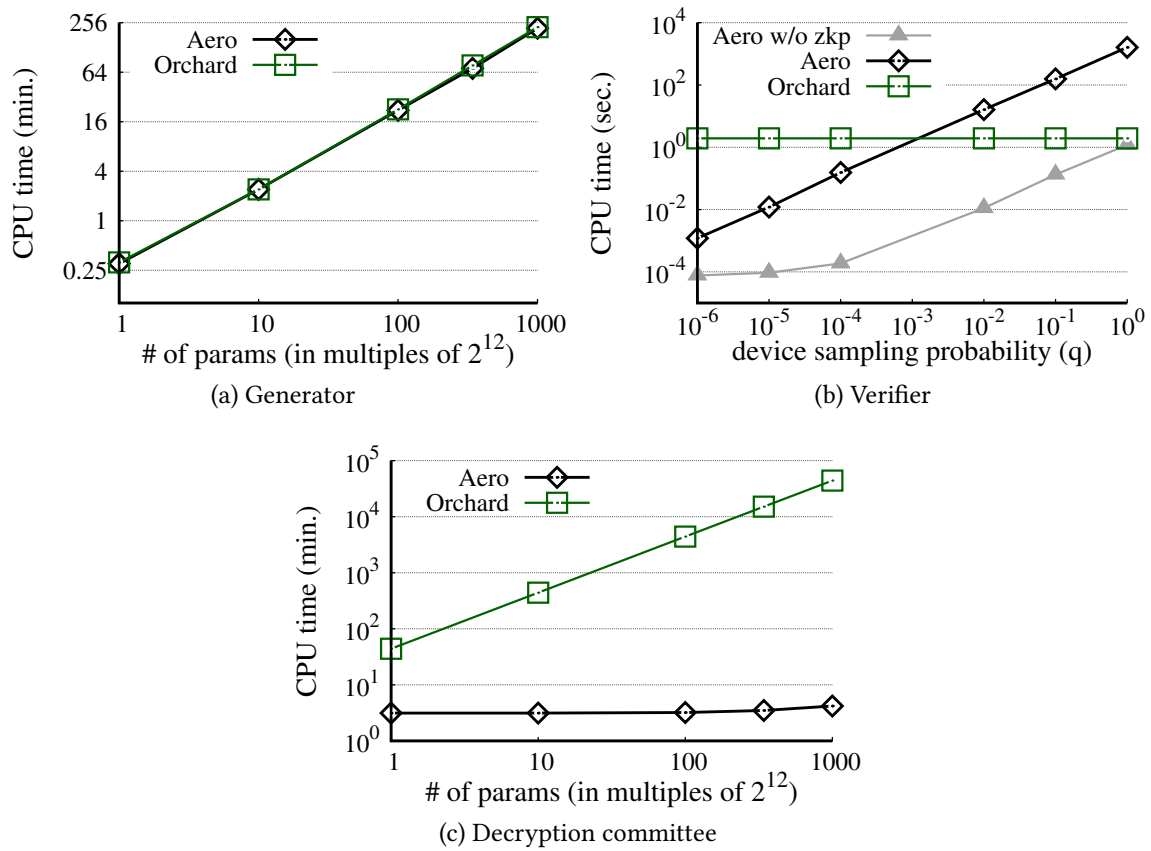 CPU time (min.)
256
64
16
4
1
0.25
Aero
Orchard
1 10 100 1000
# of params (in multiples of 2^12)
(a) Generator
CPU time (sec.)
10^4
10^2
10^0
10^-2
10^-4
Aero w/o zkp
Aero
Orchard
10^-6 10^-5 10^-4 10^-3 10^-2 10^-1 10^0
device sampling probability (q)
(b) Verifier
CPU time (min.)
10^5
10^4
10^3
10^2
10^1
10^0
Aero
Orchard
1 10 100 1000
# of params (in multiples of 2^12)
(c) Decryption committee